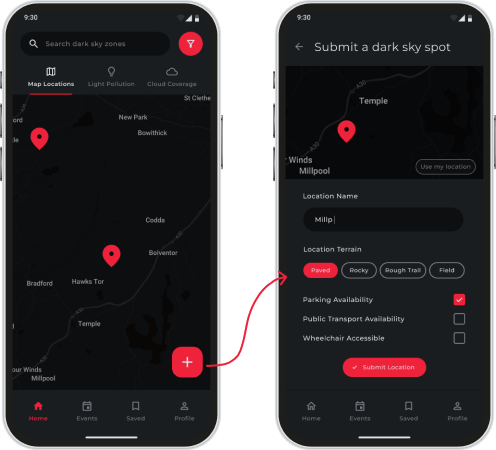 9:30
Search dark sky zones
Map Locations
Light Pollution
Cloud Coverage
St Clethe
New Park
Bowithick
ford
le
A30
Codda
Bolventor
Bradford
Hawks Tor
Temple
our Winds
Millpool
+
Home
Events
Saved
Profile
9:30
Submit a dark sky spot
A30
Temple
A30
Winds
Millpool
Use my location
Location Name
Millp
Location Terrain
Paved
Rocky
Rough Trail
Field
Parking Availability
Public Transport Availability
Wheelchair Accessible
Submit Location
Home
Events
Saved
Profile